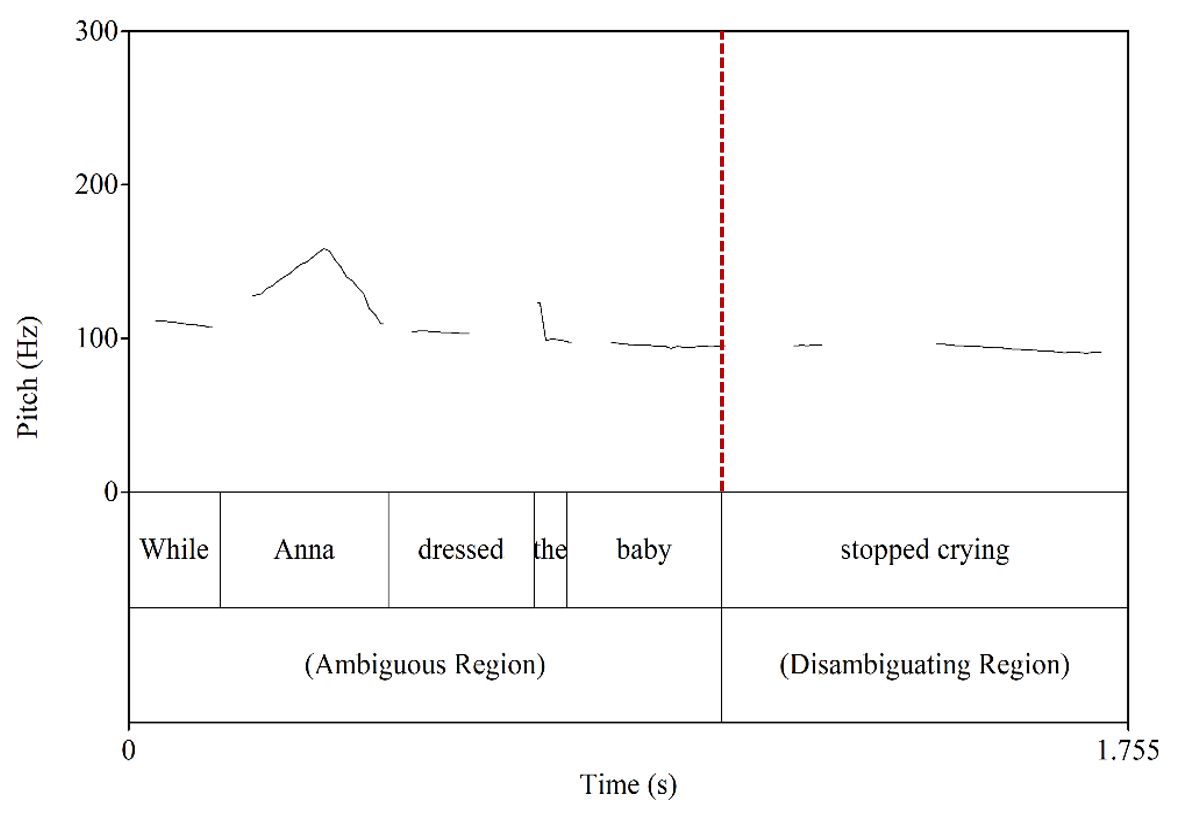 300
200
100
0
Pitch (Hz)
While Anna dressed the baby stopped crying
(Ambiguous Region) (Disambiguating Region)
0 1.755
Time (s)